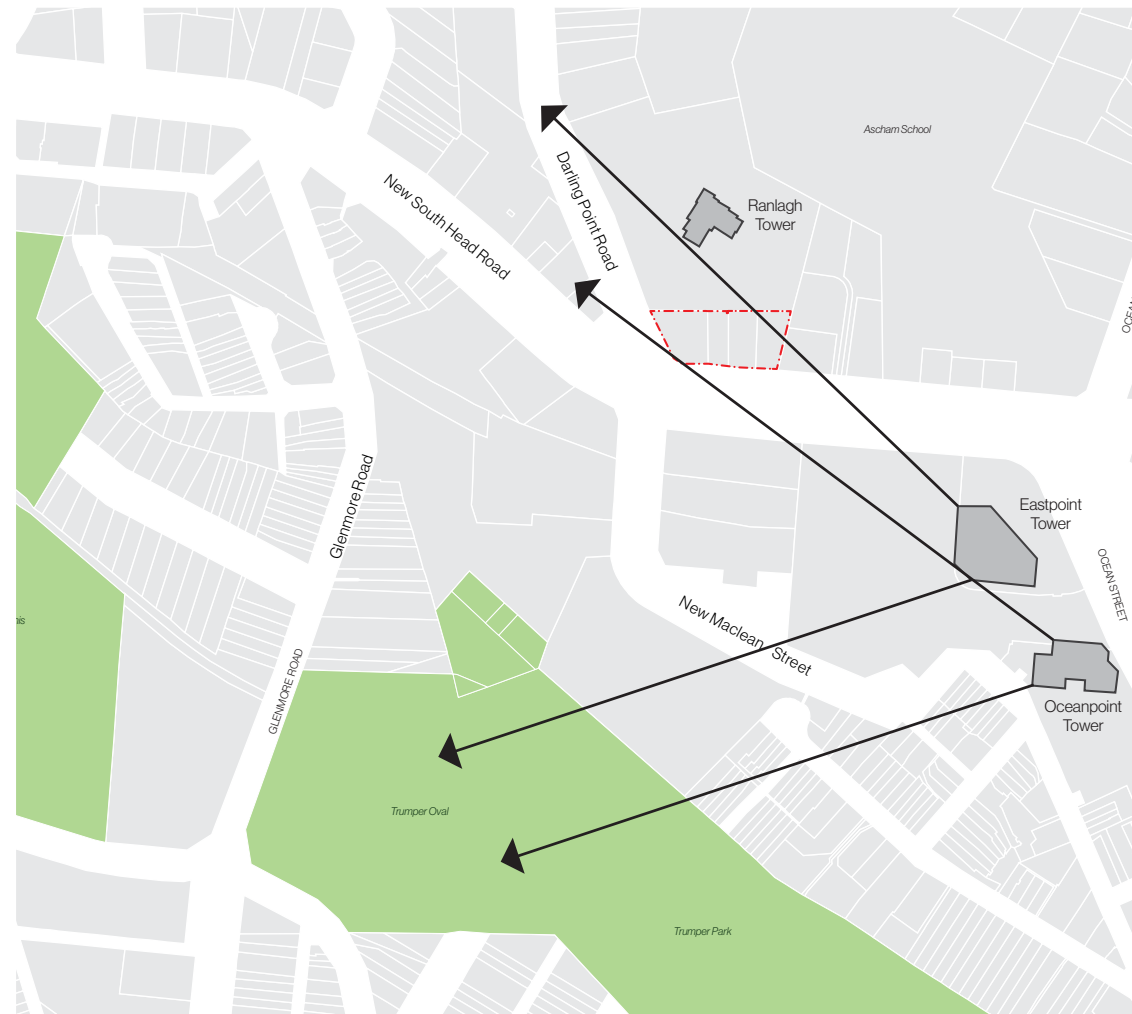 Ascham School
Darling Point Road
New South Head Road
Ranlagh
Tower
Glenmore Road
Eastpoint
Tower
OCEAN STREET
New Maclean Street
GLENMORE ROAD
Oceanpoint
Tower
Trumper Oval
Trumper Park